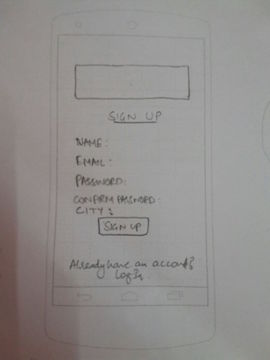 SIGN UP
NAME:
EMAIL:
PASSWORD:
CONFIRM PASSWORD:
CITY:
SIGN UP
Already have an account?
Log In.